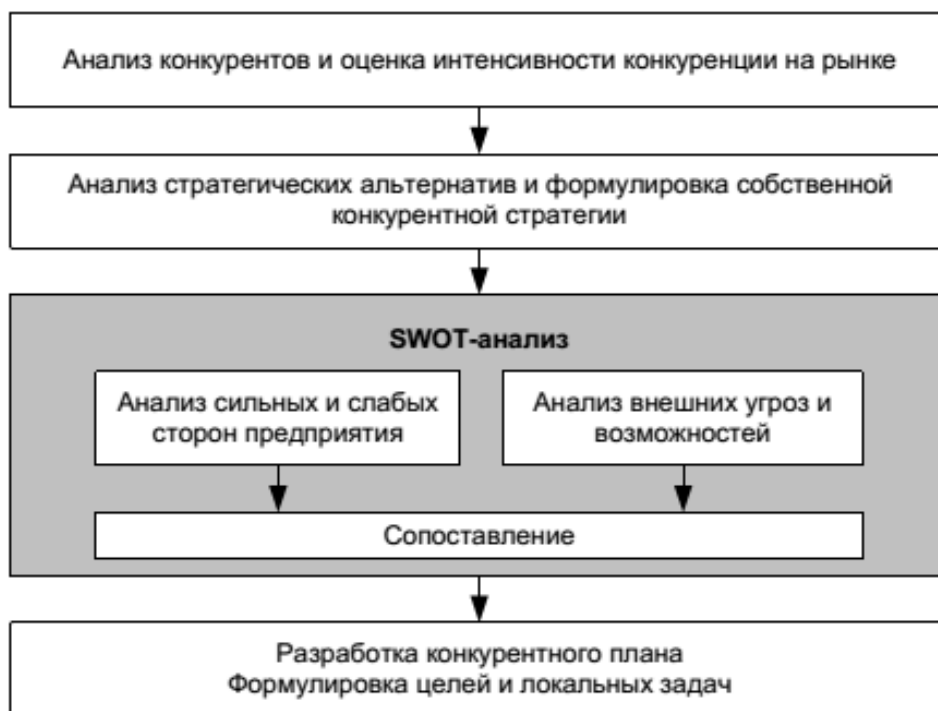 Анализ конкурентов и оценка интенсивности конкуренции на рынке
Анализ стратегических альтернатив и формулировка собственной
конкурентной стратегии
SWOT-анализ
Анализ сильных и слабых
сторон предприятия
Анализ внешних угроз и
возможностей
Сопоставление
Разработка конкурентного плана
Формулировка целей и локальных задач